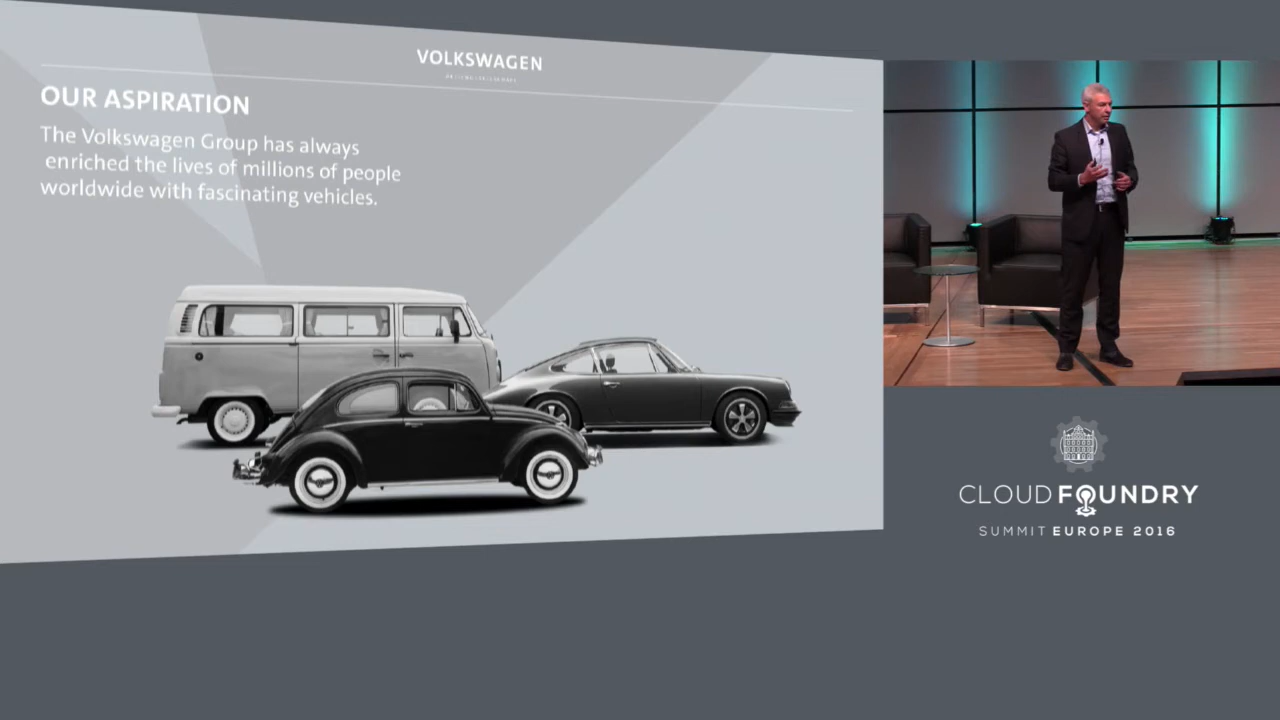 VOLKSWAGEN
AKTIENGESELLSCHAFT
OUR ASPIRATION
The Volkswagen Group has always
enriched the lives of millions of people
worldwide with fascinating vehicles.
CLOUD FOUNDRY
SUMMIT EUROPE 2016